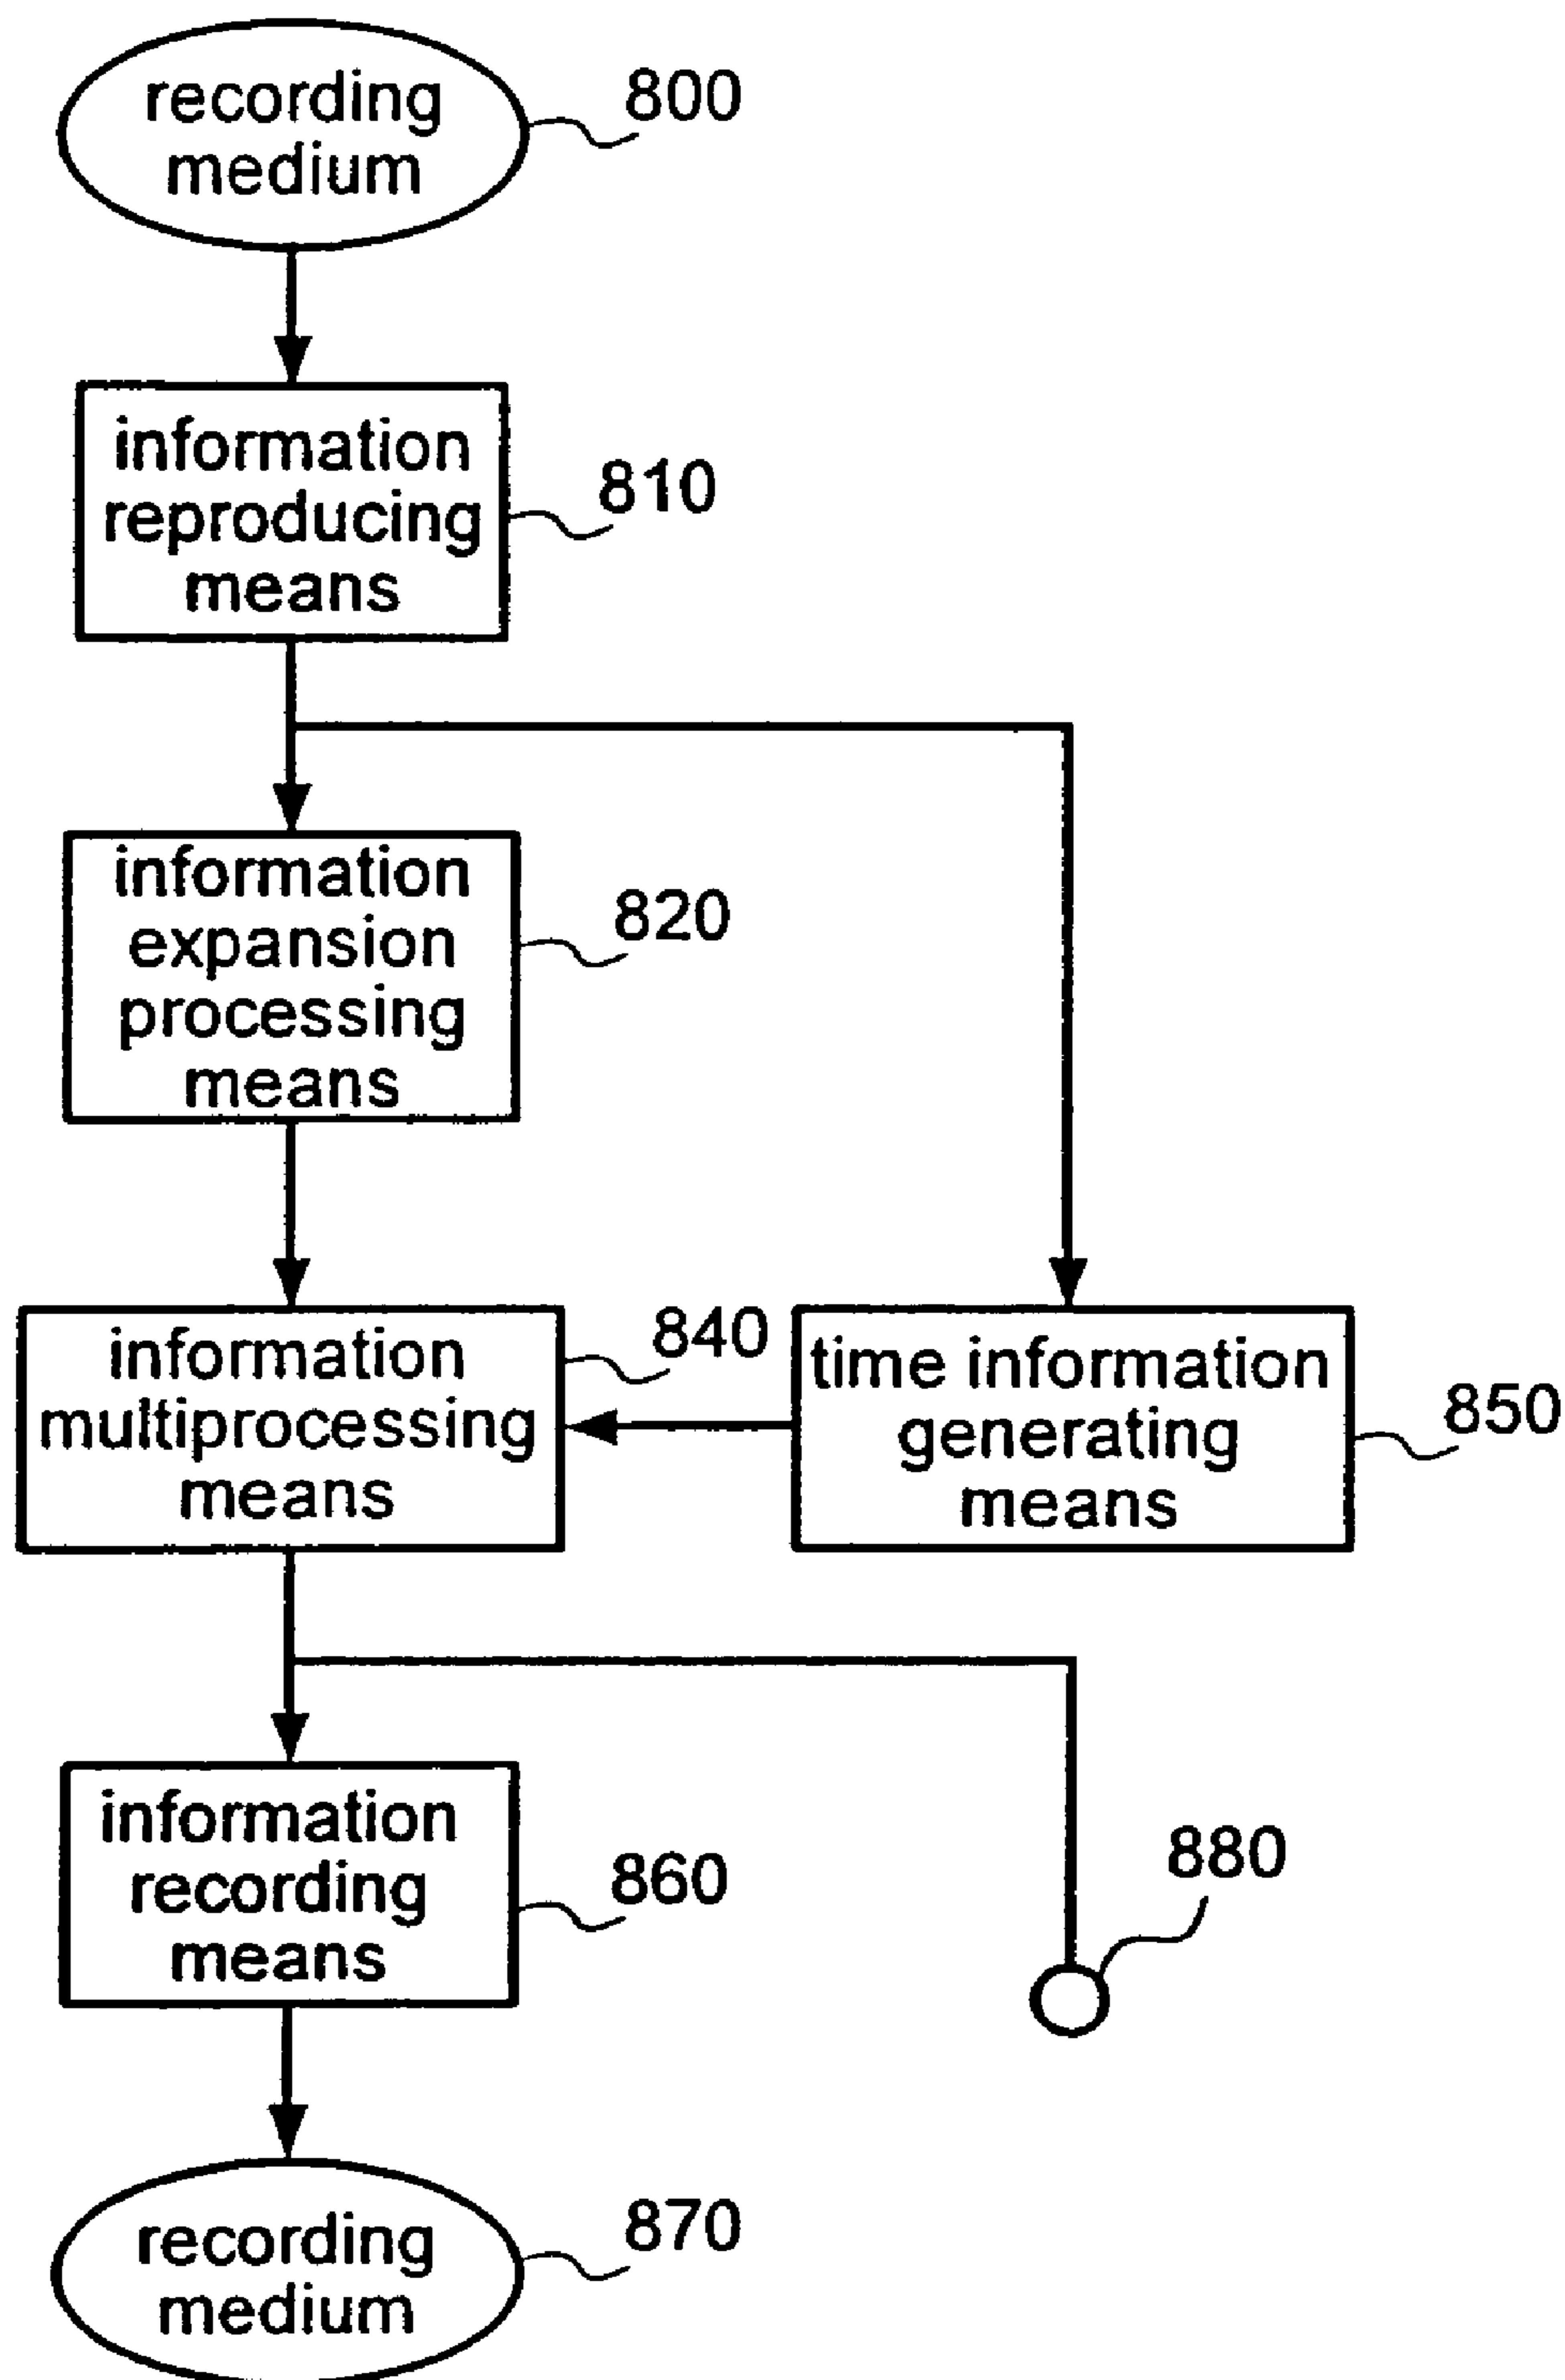 recording
medium
800
information
reproducing
means
810
information
expansion
processing
means
820
information
multiprocessing
means
840
time information
generating
means
850
information
recording
means
860
880
recording
medium
870